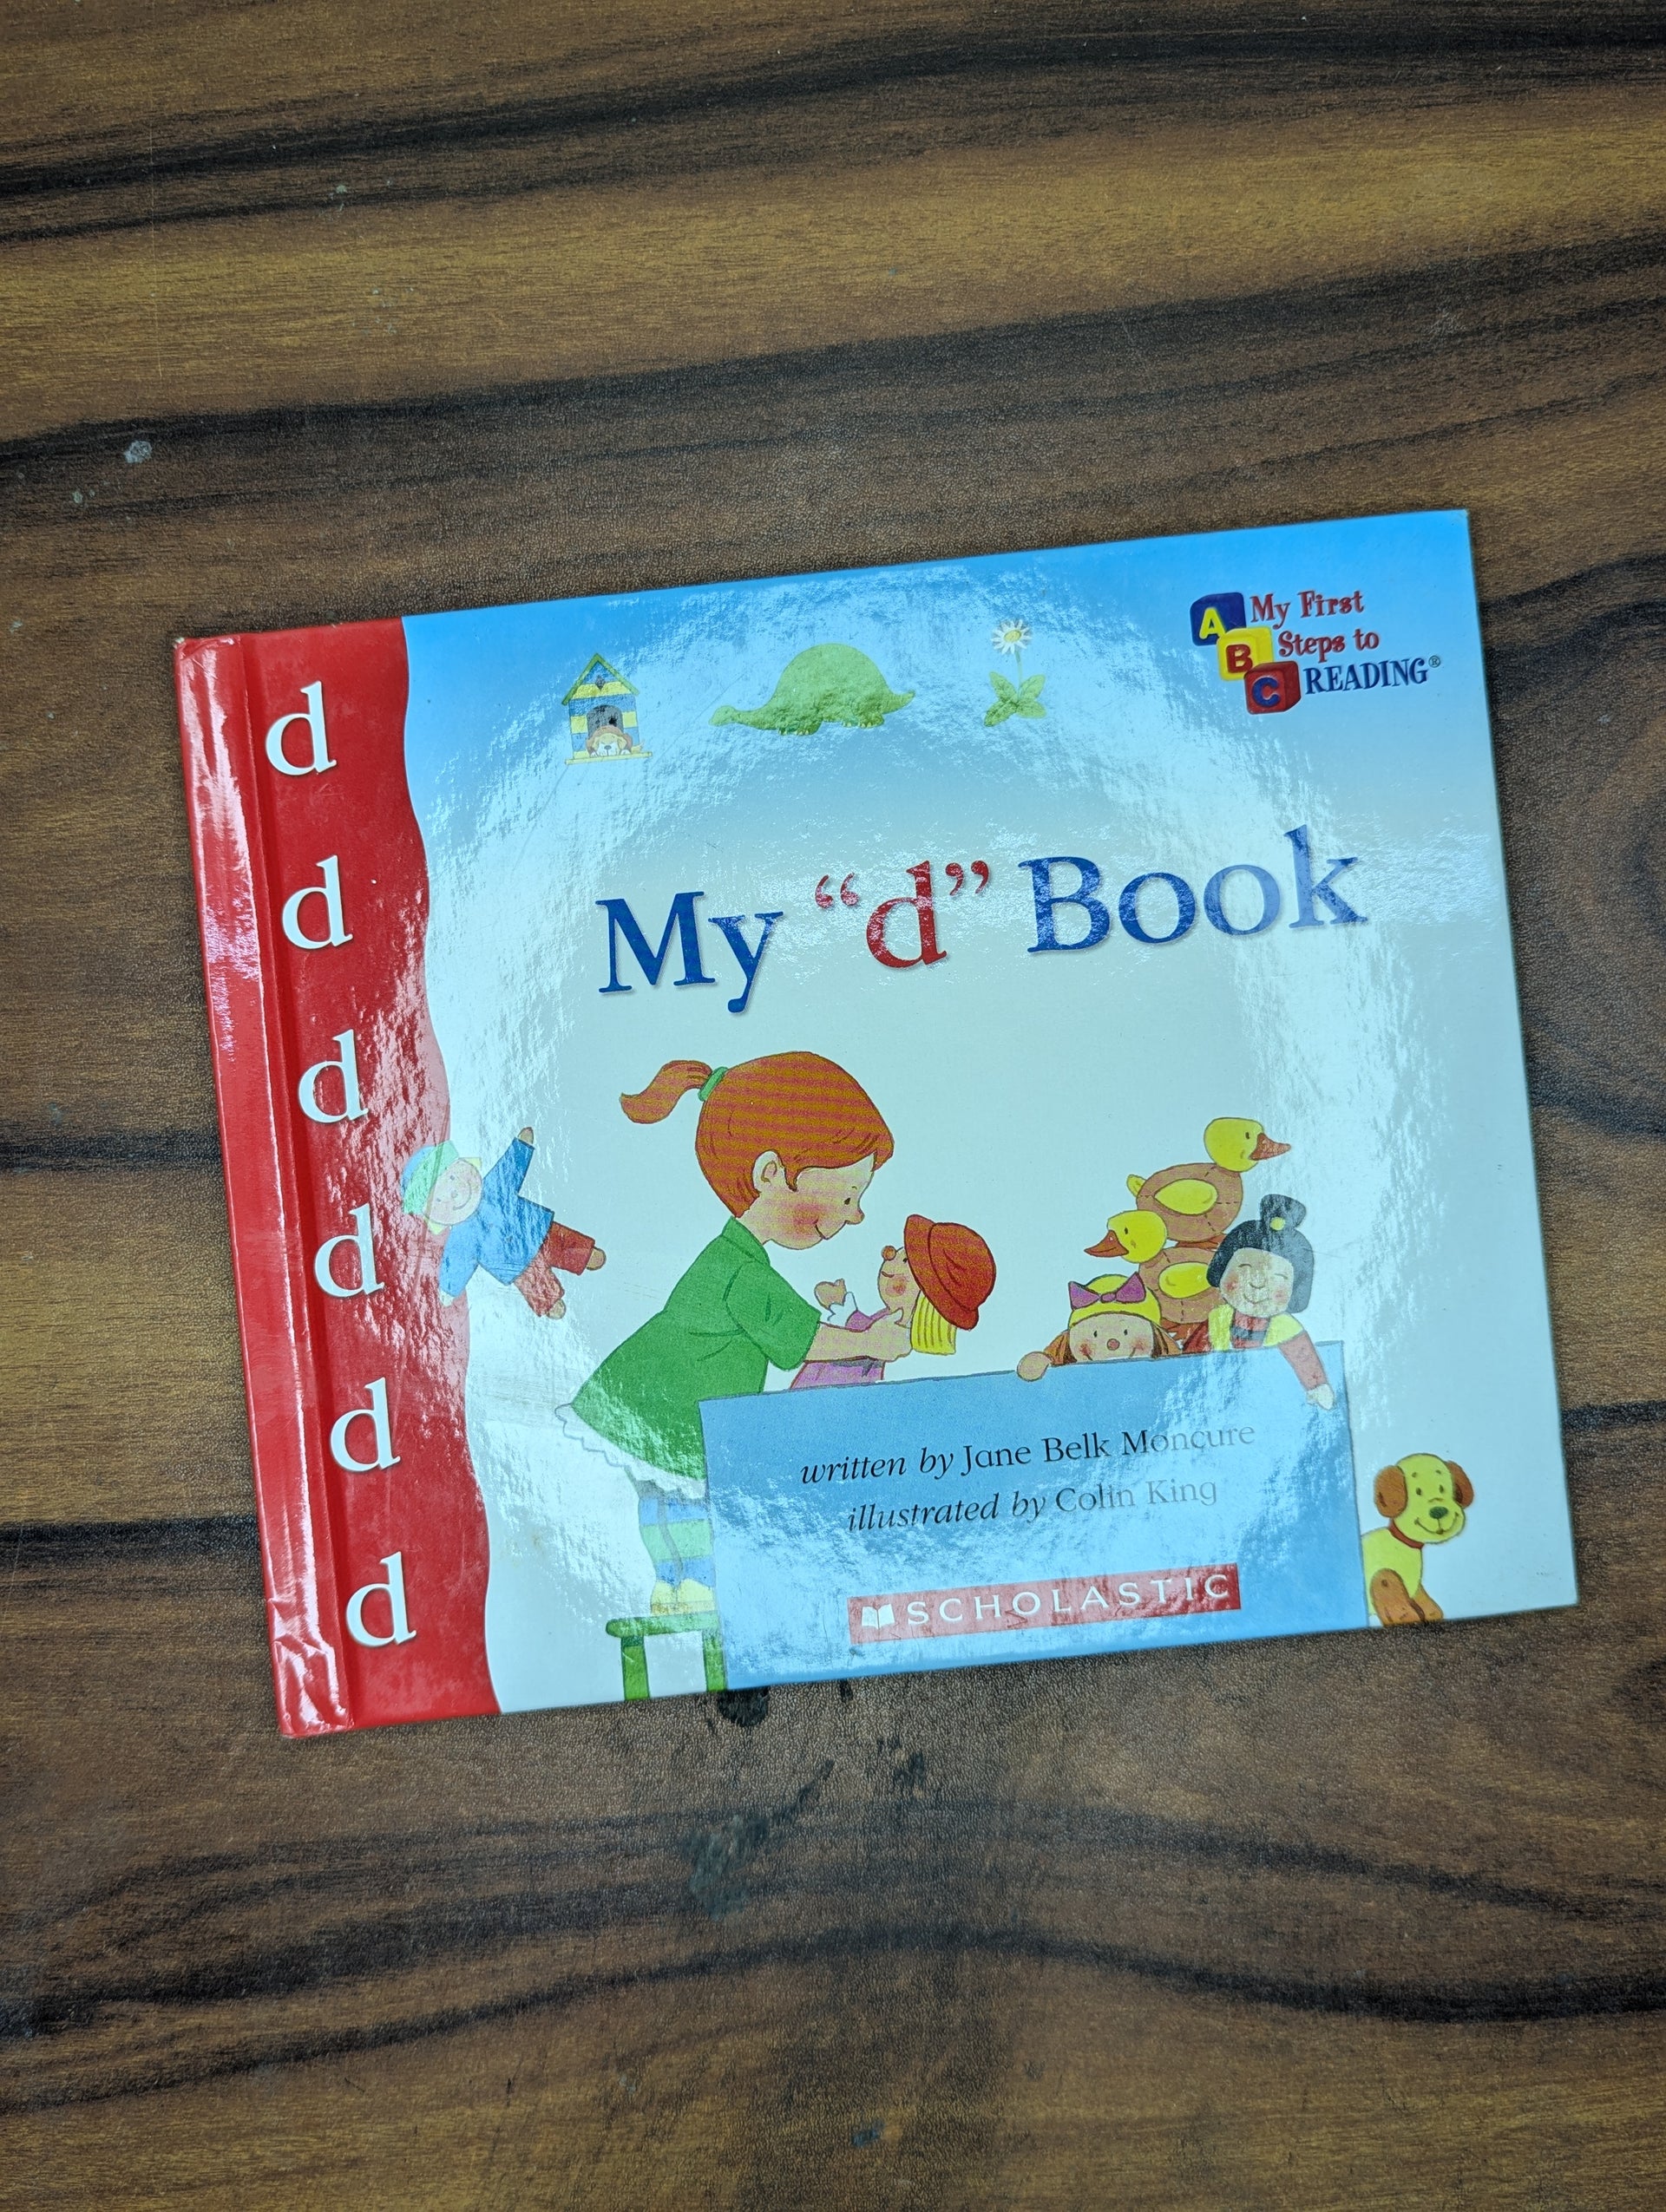 d
d
d
d
d
d
A
B
C
My First
Steps to
READING®
My “d” Book
written by Jane Belk Moncure
illustrated by Colin King
SCHOLASTIC